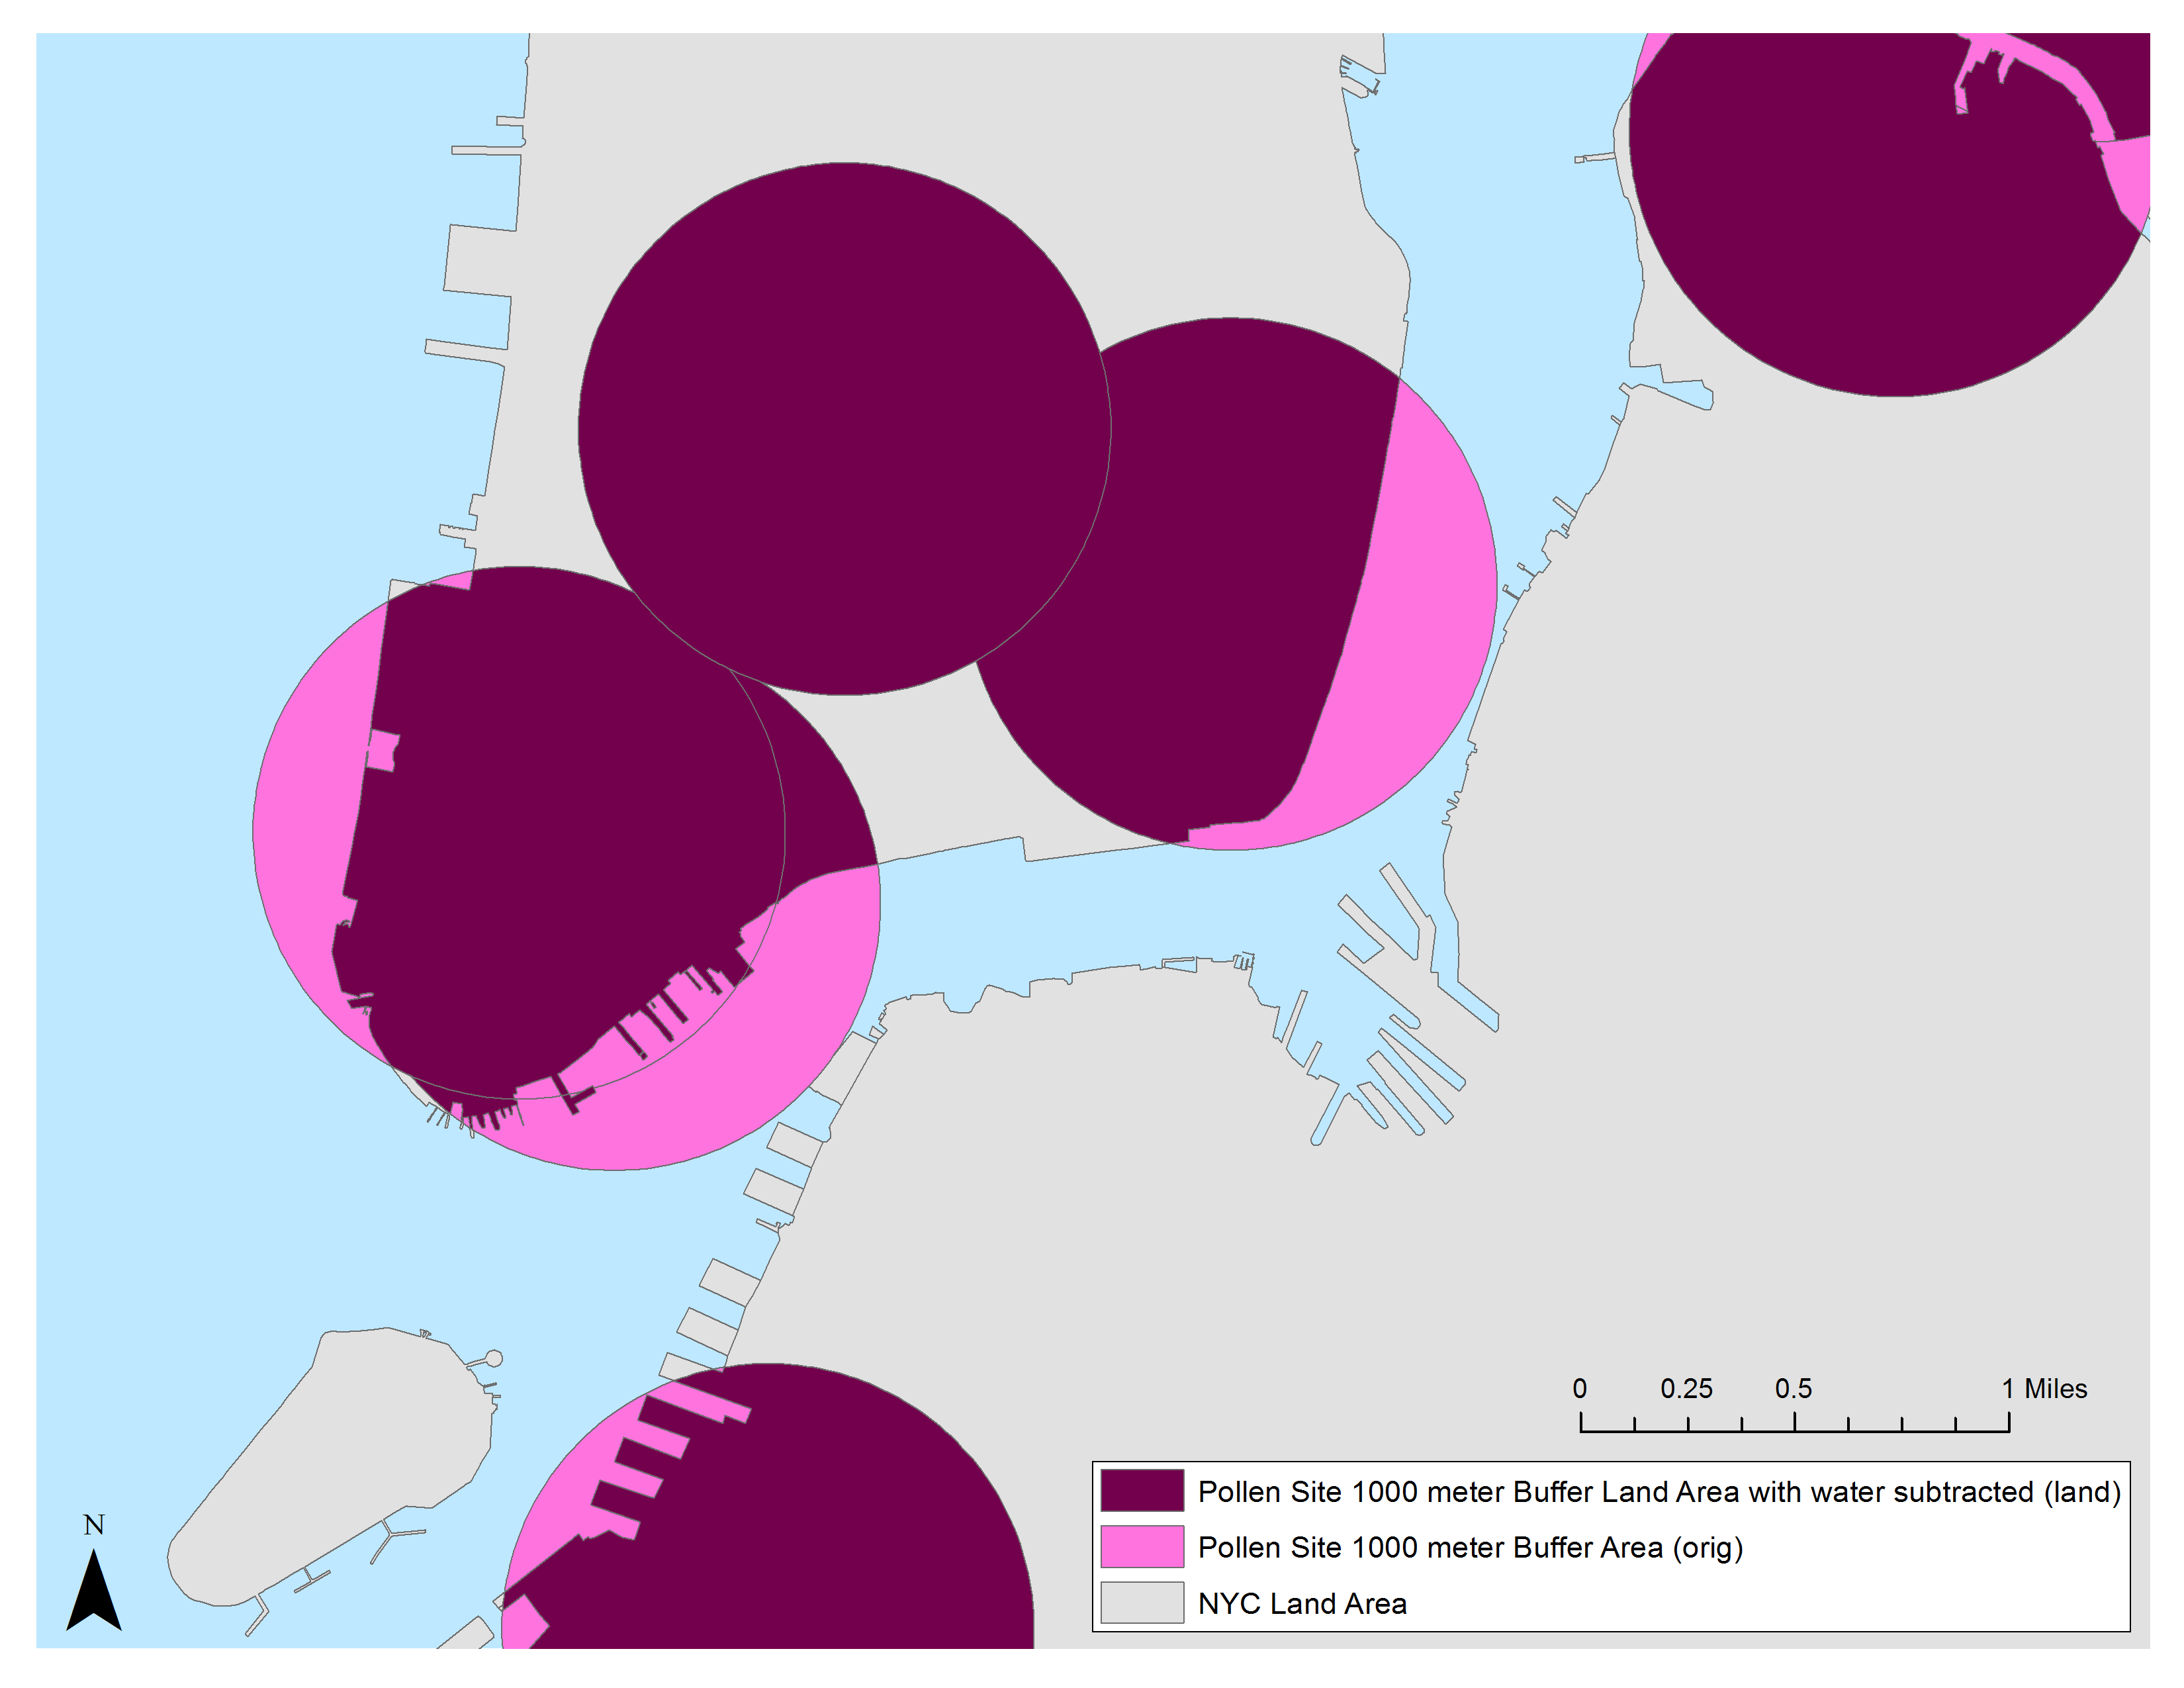 0 0.25 0.5 1 Miles
N
Pollen Site 1000 meter Buffer Land Area with water subtracted (land)
Pollen Site 1000 meter Buffer Area (orig)
NYC Land Area